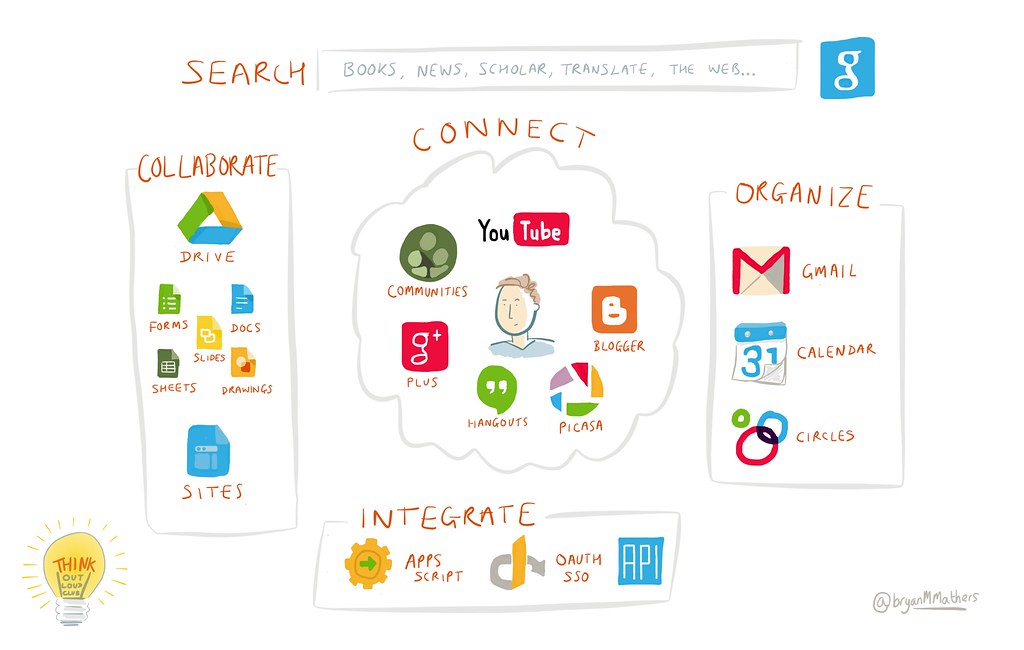 SEARCH
BOOKS, NEWS, SCHOLAR, TRANSLATE, THE WEB...
g
CONNECT
COLLABORATE
DRIVE
FORMS
DOCS
SLIDES
SHEETS
DRAWINGS
SITES
YouTube
COMMUNITIES
g+
PLUS
BLOGGER
HANGOUTS
PICASA
ORGANIZE
GMAIL
31
CALENDAR
CIRCLES
INTEGRATE
APPS
SCRIPT
OAUTH
SSO
API
THINK
OUT
LOUD
CLUB
@bryanMMathers